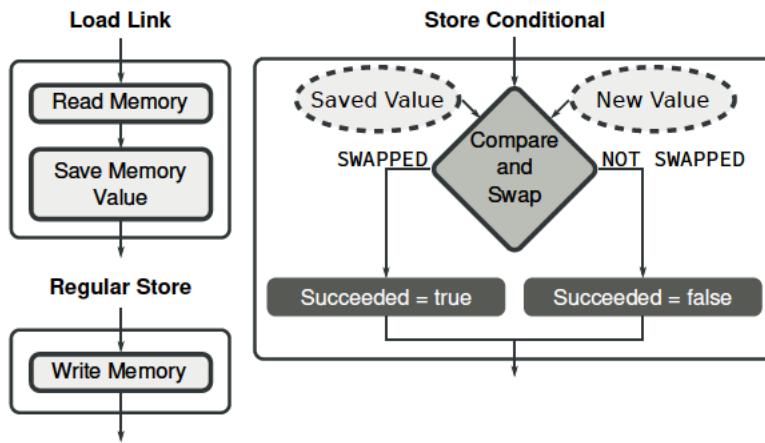 Load Link
Read Memory
Save Memory
Value
Regular Store
Write Memory
Store Conditional
Saved Value
New Value
Compare
and
Swap
SWAPPED
NOT SWAPPED
Succeeded = true
Succeeded = false